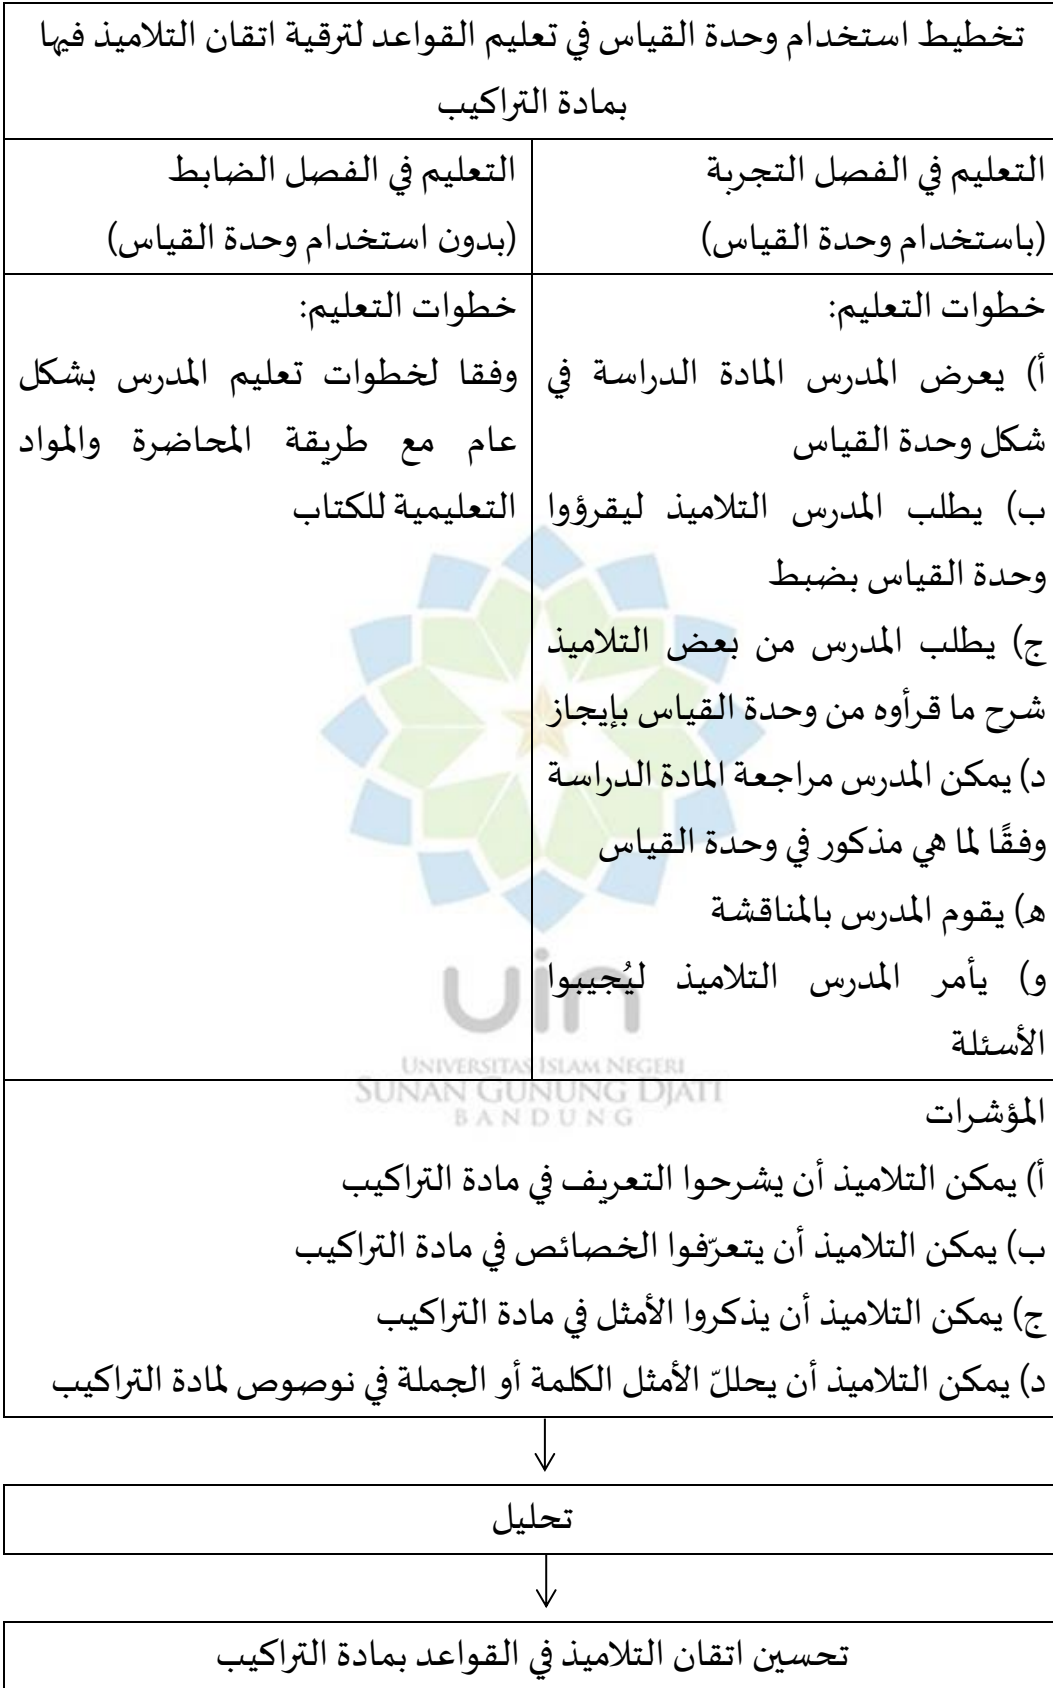 تخطيط استخدام وحدة القياس في تعليم القواعد لترقية اتقان التلاميذ فيها
بمادة التراكيب
التعليم في الفصل التجربة
(باستخدام وحدة القياس)
التعليم في الفصل الضابط
(بدون استخدام وحدة القياس)
خطوات التعليم:
أ) يعرض المدرس المادة الدراسة في
شكل وحدة القياس
ب) يطلب المدرس التلاميذ ليقرؤوا
وحدة القياس بضبط
ج) يطلب المدرس من بعض التلاميذ
شرح ما قرأوه من وحدة القياس بإيجاز
د) يمكن المدرس مراجعة المادة الدراسة
وفقًا لما هي مذكور في وحدة القياس
ه) يقوم المدرس بالمناقشة
و) يأمر المدرس التلاميذ ليُجيبوا
الأسئلة
خطوات التعليم:
وفقا لخطوات تعليم المدرس بشكل
عام مع طريقة المحاضرة والمواد
التعليمية للكتاب
uin
UNIVERSITAS ISLAM NEGERI
SUNAN GUNUNG DJATI
BANDUNG
المؤشرات
أ) يمكن التلاميذ أن يشرحوا التعريف في مادة التراكيب
ب) يمكن التلاميذ أن يتعرّفوا الخصائص في مادة التراكيب
ج) يمكن التلاميذ أن يذكروا الأمثل في مادة التراكيب
د) يمكن التلاميذ أن يحللّ الأمثل الكلمة أو الجملة في نوصوص لمادة التراكيب
تحليل
تحسين اتقان التلاميذ في القواعد بمادة التراكيب